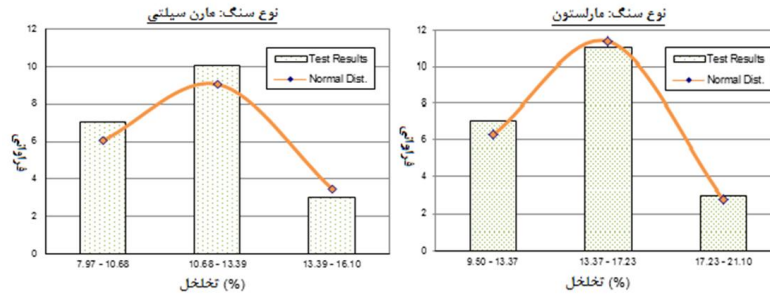 نوع سنگ: مارن سیلتی
12
10
8
6
4
2
0
فراوانی
Test Results
Normal Dist.
7.97 - 10.68
10.68 - 13.39
13.39 - 16.10
تخلخل (%)
نوع سنگ: مارلستون
12
10
8
6
4
2
0
فراوانی
Test Results
Normal Dist.
9.50 - 13.37
13.37 - 17.23
17.23 - 21.10
تخلخل (%)